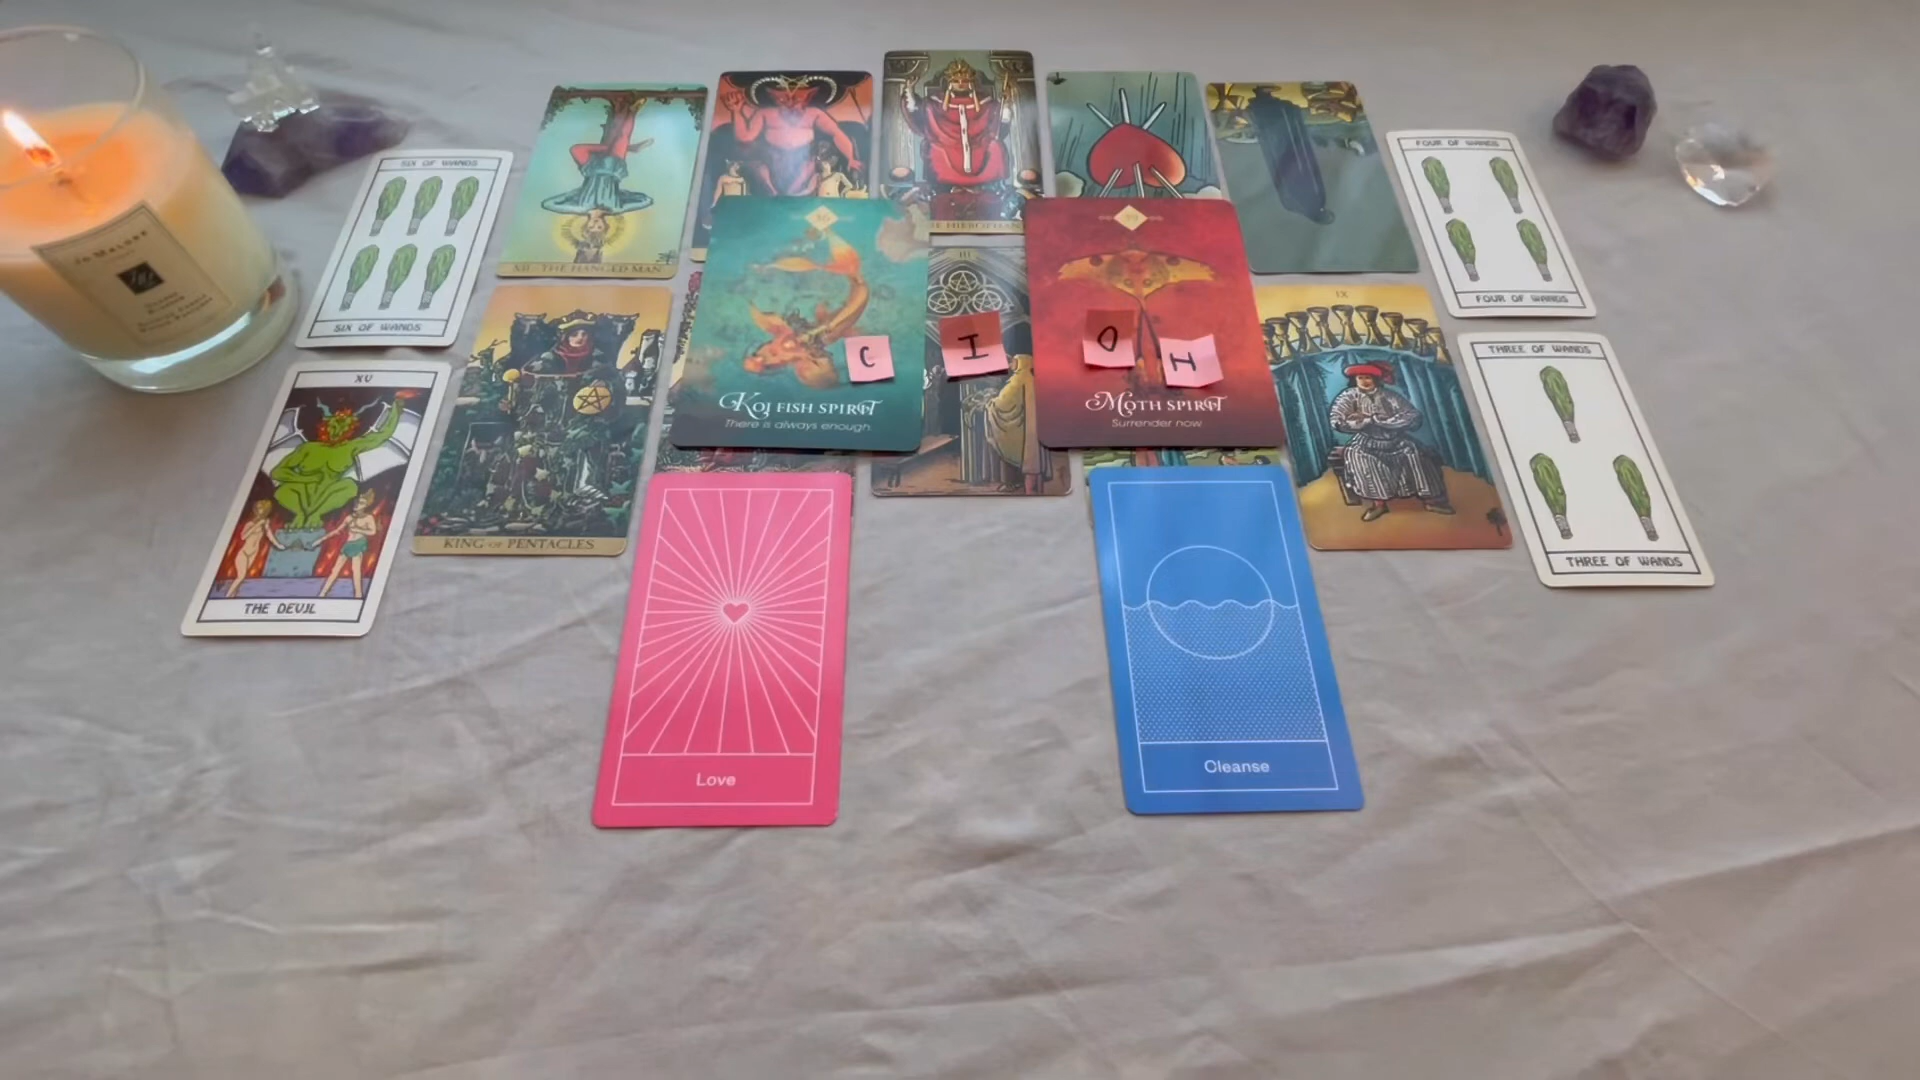 SIX OF WANDS
SIX OF WANDS
XII THE HANGED MAN
THE HIEROPHANT
FOUR OF WANDS
FOUR OF WANDS
Jo Malone
XV
THE DEVIL
KING OF PENTACLES
KOI FISH SPIRIT
There is always enough.
C
III
I
MOTH SPIRIT
Surrender now
O
H
IX
THREE OF WANDS
THREE OF WANDS
Love
Cleanse